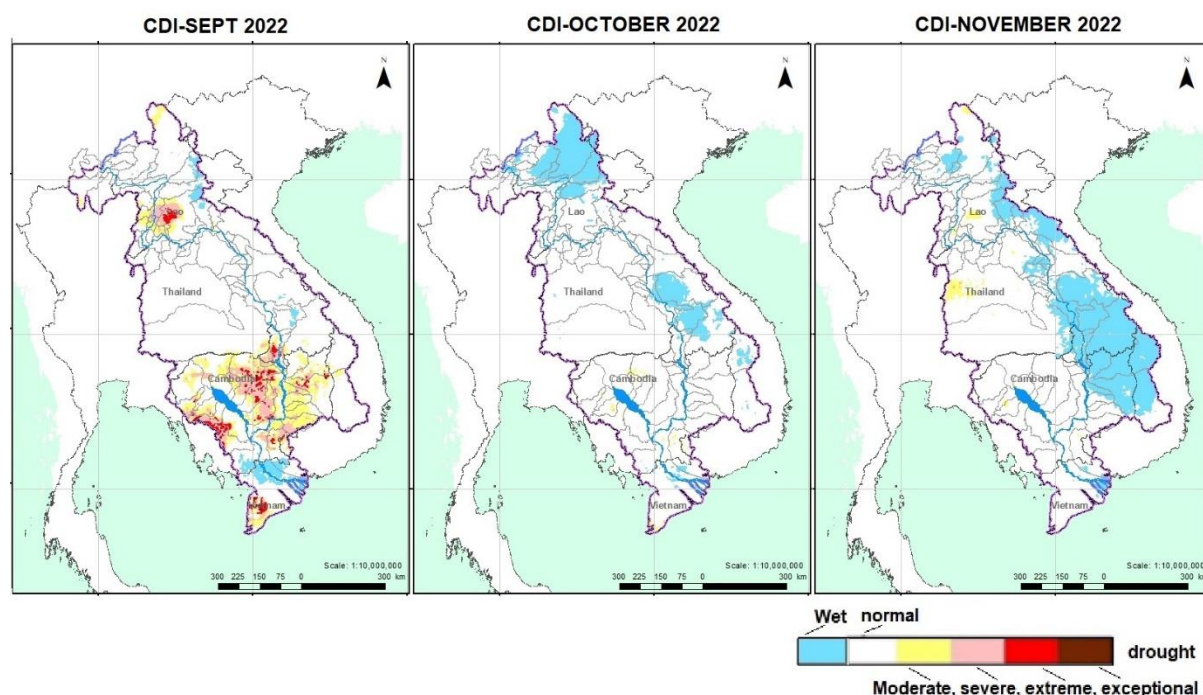 CDI-SEPT 2022
N
Lao
Thailand
Cambodia
Vietnam
Scale: 1:10,000,000
300 225 150 75 0 300 km
CDI-OCTOBER 2022
N
Lao
Thailand
Cambodia
Vietnam
Scale: 1:10,000,000
300 225 150 75 0 300 km
CDI-NOVEMBER 2022
N
Lao
Thailand
Cambodia
Vietnam
Scale: 1:10,000,000
300 225 150 75 0 300 km
Wet normal
drought
Moderate, severe, extreme, exceptional